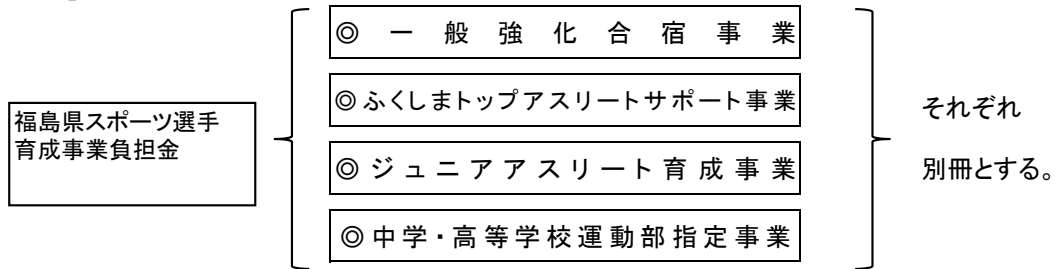 福島県スポーツ選手
育成事業負担金
◎一般強化合宿事業
◎ふくしまトップアスリートサポート事業
◎ジュニアアスリート育成事業
◎中学・高等学校運動部指定事業
それぞれ
別冊とする。